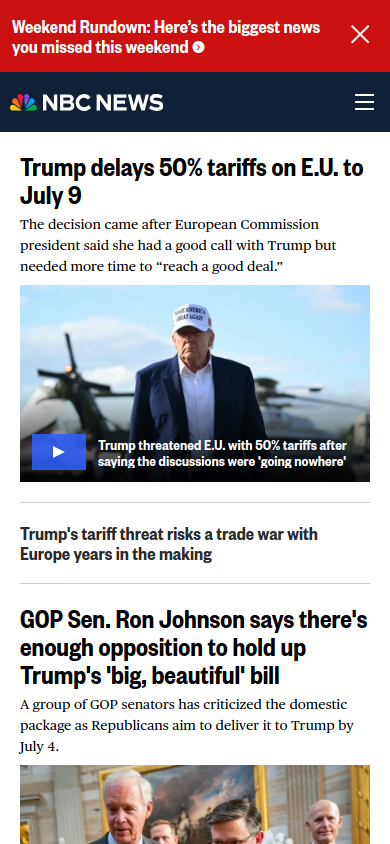 Weekend Rundown: Here’s the biggest news
you missed this weekend
NBC NEWS
Trump delays 50% tariffs on E.U. to
July 9
The decision came after European Commission
president said she had a good call with Trump but
needed more time to “reach a good deal.”
MAKE AMERICA
GREAT AGAIN
Trump threatened E.U. with 50% tariffs after
saying the discussions were 'going nowhere'
Trump's tariff threat risks a trade war with
Europe years in the making
GOP Sen. Ron Johnson says there's
enough opposition to hold up
Trump's 'big, beautiful' bill
A group of GOP senators has criticized the domestic
package as Republicans aim to deliver it to Trump by
July 4.